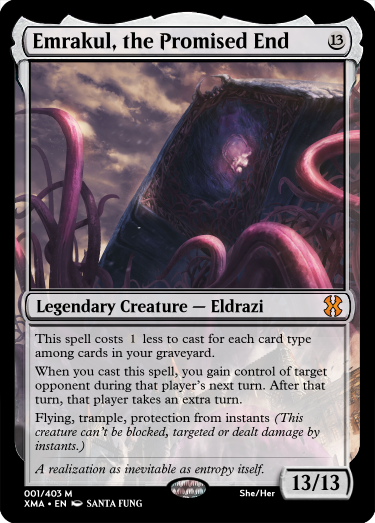 Emrakul, the Promised End 13
Legendary Creature — Eldrazi
This spell costs 1 less to cast for each card type
among cards in your graveyard.
When you cast this spell, you gain control of target
opponent during that player's next turn. After that
turn, that player takes an extra turn.
Flying, trample, protection from instants (This
creature can't be blocked, targeted or dealt damage by
instants.)
A realization as inevitable as entropy itself.
13/13
001/403 M
She/Her
XMA • EN SANTA FUNG